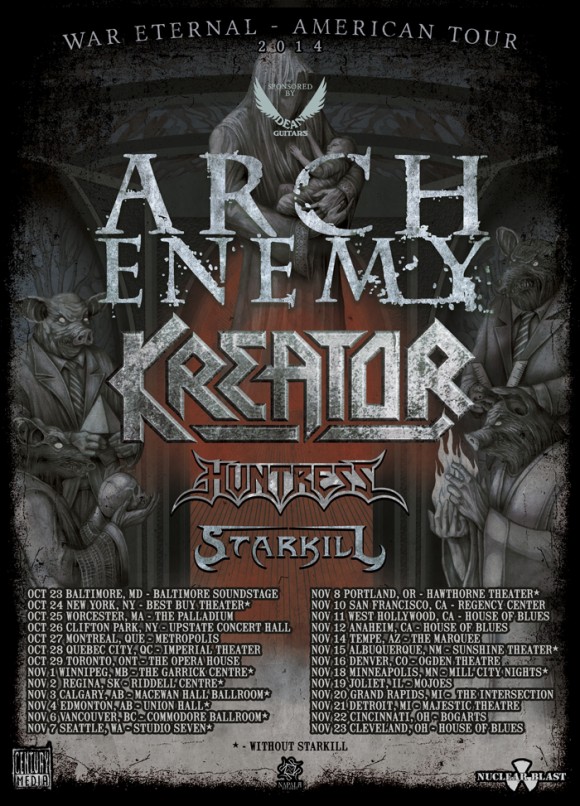 WAR ETERNAL - AMERICAN TOUR
2014
SPONSORED
BY
DEAN
GUITARS
ARCH
ENEMY
KREATOR
HUNTRESS
STARKILL
OCT 23 BALTIMORE, MD - BALTIMORE SOUNDSTAGE
OCT 24 NEW YORK, NY - BEST BUY THEATER*
OCT 25 WORCESTER, MA - THE PALLADIUM
OCT 26 CLIFTON PARK, NY - UPSTATE CONCERT HALL
OCT 27 MONTREAL, QUE - METROPOLIS
OCT 28 QUEBEC CITY, QC - IMPERIAL THEATER
OCT 29 TORONTO, ONT - THE OPERA HOUSE
NOV 1 WINNIPEG, MB - THE GARRICK CENTRE*
NOV 2 REGINA, SK - RIDDELL CENTRE*
NOV 3 CALGARY, AB - MACEWAN HALL BALLROOM*
NOV 4 EDMONTON, AB - UNION HALL*
NOV 6 VANCOUVER, BC - COMMODORE BALLROOM*
NOV 7 SEATTLE, WA - STUDIO SEVEN*
NOV 8 PORTLAND, OR - HAWTHORNE THEATER*
NOV 10 SAN FRANCISCO, CA - REGENCY CENTER
NOV 11 WEST HOLLYWOOD, CA - HOUSE OF BLUES
NOV 12 ANAHEIM, CA - HOUSE OF BLUES
NOV 14 TEMPE, AZ - THE MARQUEE
NOV 15 ALBUQUERQUE, NM - SUNSHINE THEATER*
NOV 16 DENVER, CO - OGDEN THEATRE
NOV 18 MINNEAPOLIS, MN - MILL CITY NIGHTS*
NOV 19 JOLIET, IL - MOJOES
NOV 20 GRAND RAPIDS, MI - THE INTERSECTION
NOV 21 DETROIT, MI - MAJESTIC THEATRE
NOV 22 CINCINNATI, OH - BOGARTS
NOV 23 CLEVELAND, OH - HOUSE OF BLUES
* - WITHOUT STARKILL
CENTURY
MEDIA
NAPALM
NUCLEAR BLAST